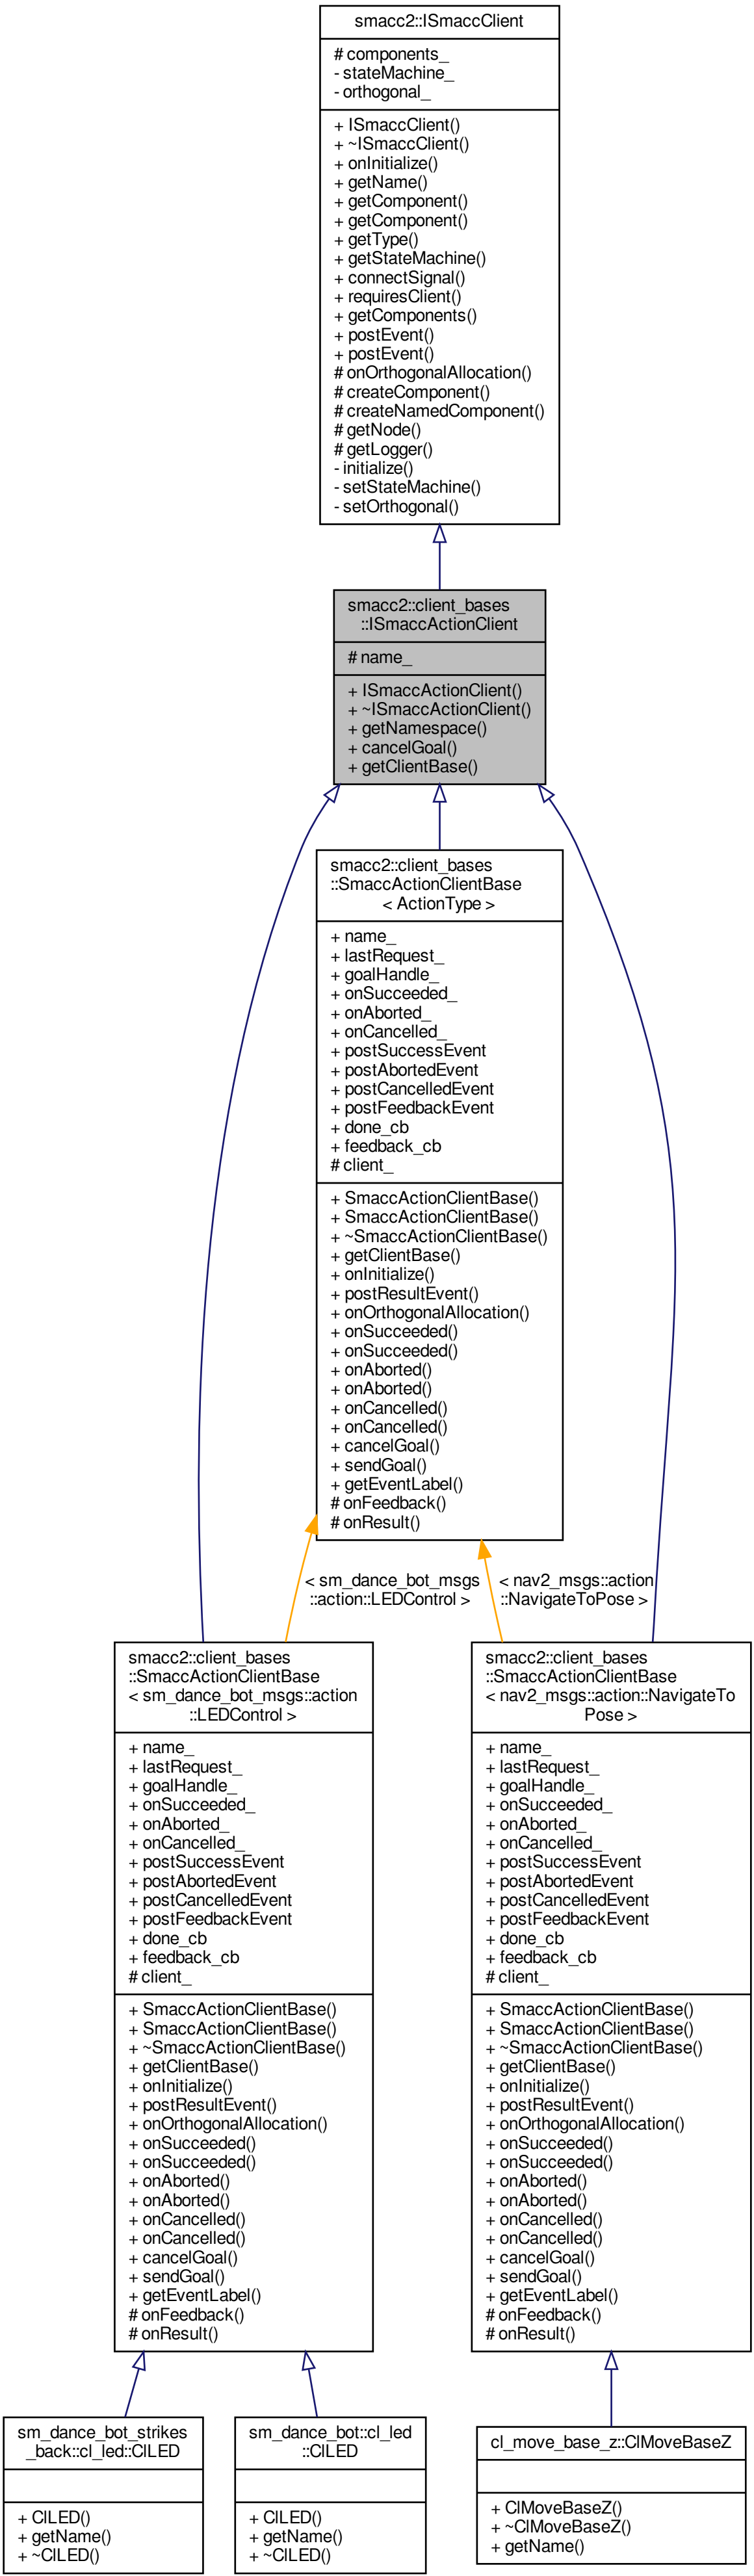 smacc2::ISmaccClient
# components_
- stateMachine_
- orthogonal_
+ ISmaccClient()
+ ~ISmaccClient()
+ onInitialize()
+ getName()
+ getComponent()
+ getComponent()
+ getType()
+ getStateMachine()
+ connectSignal()
+ requiresClient()
+ getComponents()
+ postEvent()
+ postEvent()
# onOrthogonalAllocation()
# createComponent()
# createNamedComponent()
# getNode()
# getLogger()
- initialize()
- setStateMachine()
- setOrthogonal()
smacc2::client_bases
::ISmaccActionClient
# name_
+ ISmaccActionClient()
+ ~ISmaccActionClient()
+ getNamespace()
+ cancelGoal()
+ getClientBase()
smacc2::client_bases
::SmaccActionClientBase
< ActionType >
+ name_
+ lastRequest_
+ goalHandle_
+ onSucceeded_
+ onAborted_
+ onCancelled_
+ postSuccessEvent
+ postAbortedEvent
+ postCancelledEvent
+ postFeedbackEvent
+ done_cb
+ feedback_cb
# client_
+ SmaccActionClientBase()
+ SmaccActionClientBase()
+ ~SmaccActionClientBase()
+ getClientBase()
+ onInitialize()
+ postResultEvent()
+ onOrthogonalAllocation()
+ onSucceeded()
+ onSucceeded()
+ onAborted()
+ onAborted()
+ onCancelled()
+ onCancelled()
+ cancelGoal()
+ sendGoal()
+ getEventLabel()
# onFeedback()
# onResult()
< sm_dance_bot_msgs
::action::LEDControl >
< nav2_msgs::action
::NavigateToPose >
smacc2::client_bases
::SmaccActionClientBase
< sm_dance_bot_msgs::action
::LEDControl >
+ name_
+ lastRequest_
+ goalHandle_
+ onSucceeded_
+ onAborted_
+ onCancelled_
+ postSuccessEvent
+ postAbortedEvent
+ postCancelledEvent
+ postFeedbackEvent
+ done_cb
+ feedback_cb
# client_
+ SmaccActionClientBase()
+ SmaccActionClientBase()
+ ~SmaccActionClientBase()
+ getClientBase()
+ onInitialize()
+ postResultEvent()
+ onOrthogonalAllocation()
+ onSucceeded()
+ onSucceeded()
+ onAborted()
+ onAborted()
+ onCancelled()
+ onCancelled()
+ cancelGoal()
+ sendGoal()
+ getEventLabel()
# onFeedback()
# onResult()
smacc2::client_bases
::SmaccActionClientBase
< nav2_msgs::action::NavigateTo
Pose >
+ name_
+ lastRequest_
+ goalHandle_
+ onSucceeded_
+ onAborted_
+ onCancelled_
+ postSuccessEvent
+ postAbortedEvent
+ postCancelledEvent
+ postFeedbackEvent
+ done_cb
+ feedback_cb
# client_
+ SmaccActionClientBase()
+ SmaccActionClientBase()
+ ~SmaccActionClientBase()
+ getClientBase()
+ onInitialize()
+ postResultEvent()
+ onOrthogonalAllocation()
+ onSucceeded()
+ onSucceeded()
+ onAborted()
+ onAborted()
+ onCancelled()
+ onCancelled()
+ cancelGoal()
+ sendGoal()
+ getEventLabel()
# onFeedback()
# onResult()
sm_dance_bot_strikes
_back::cl_led::ClLED
+ ClLED()
+ getName()
+ ~ClLED()
sm_dance_bot::cl_led
::ClLED
+ ClLED()
+ getName()
+ ~ClLED()
cl_move_base_z::ClMoveBaseZ
+ ClMoveBaseZ()
+ ~ClMoveBaseZ()
+ getName()